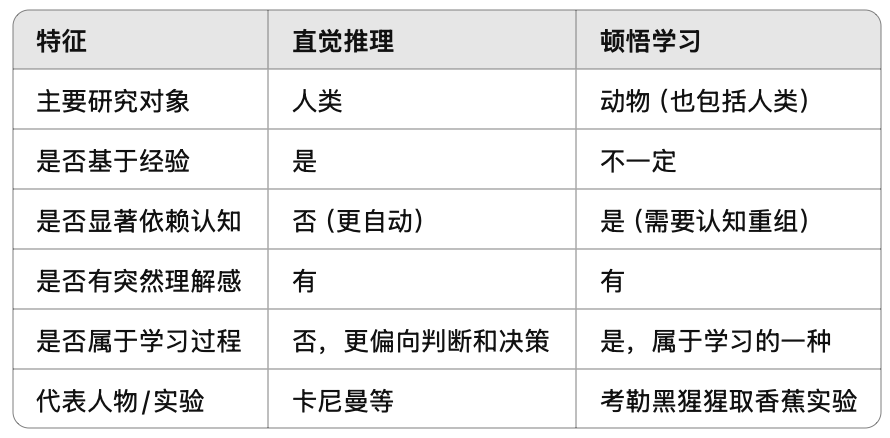 特征 直觉推理 顿悟学习
主要研究对象 人类 动物（也包括人类）
是否基于经验 是 不一定
是否显著依赖认知 否（更自动） 是（需要认知重组）
是否有突然理解感 有 有
是否属于学习过程 否，更偏向判断和决策 是，属于学习的一种
代表人物/实验 卡尼曼等 考勒黑猩猩取香蕉实验